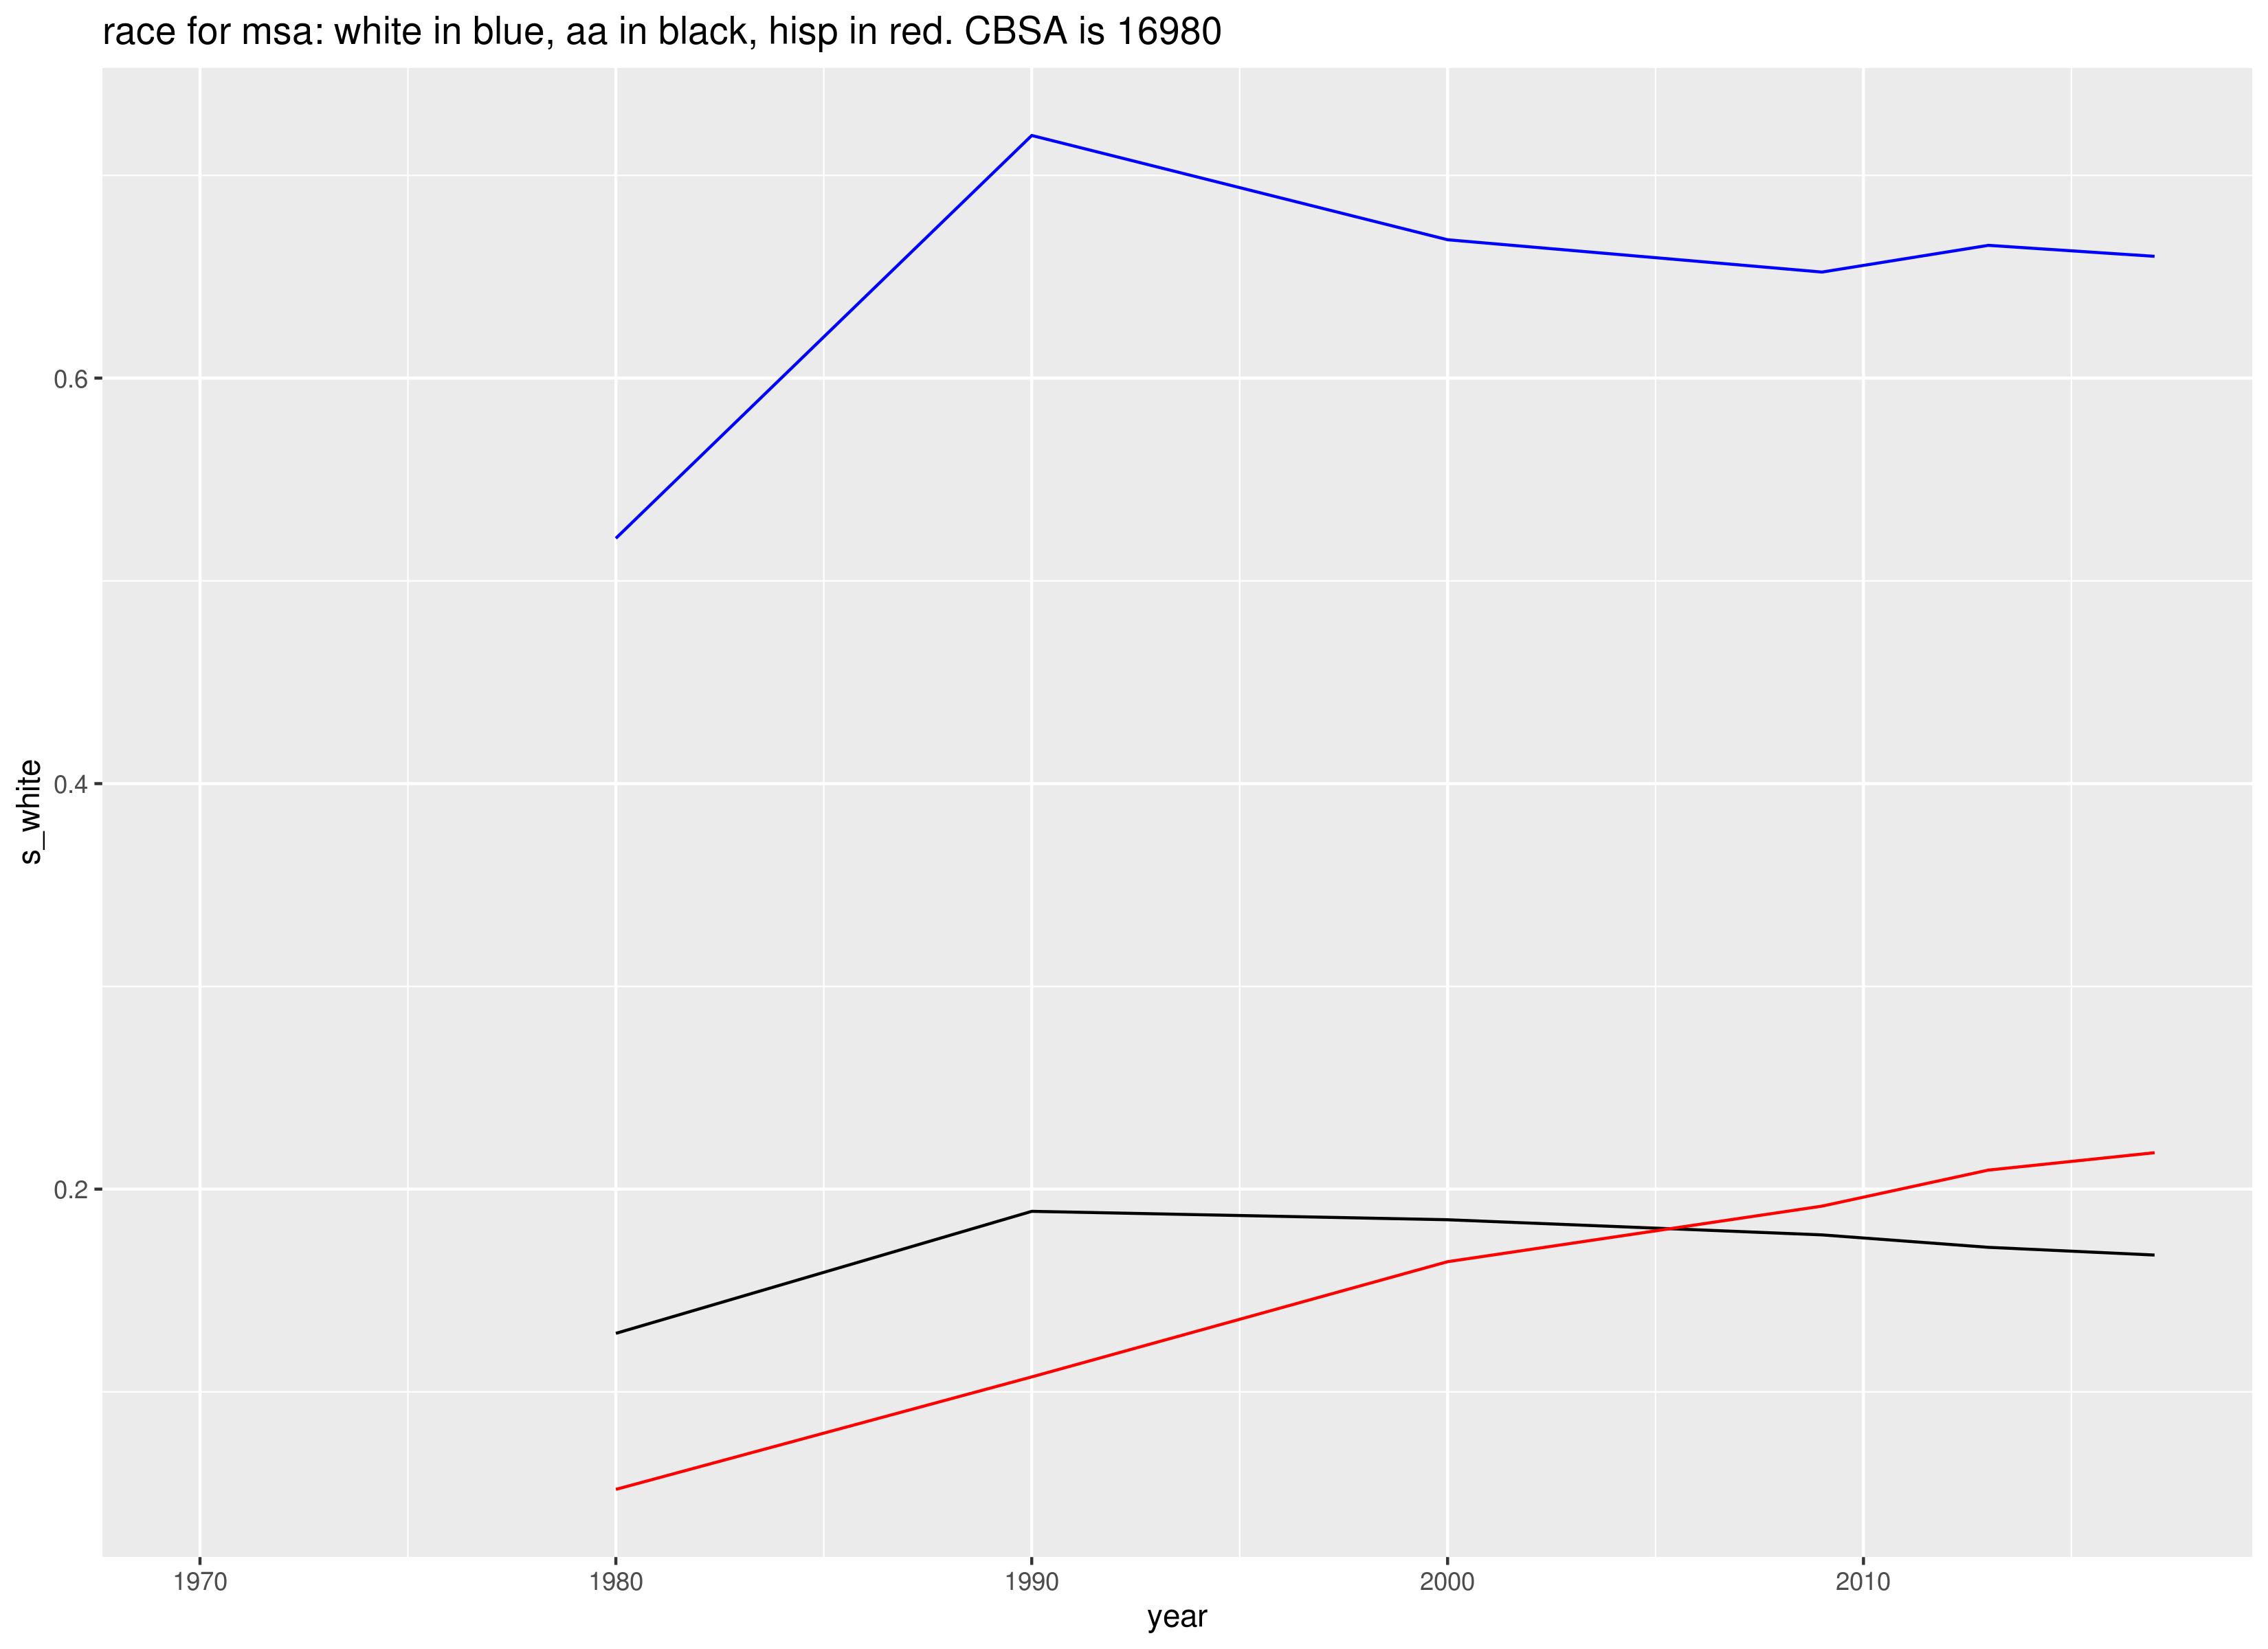 race for msa: white in blue, aa in black, hisp in red. CBSA is 16980
s_white
0.6
0.4
0.2
1970 1980 1990 2000 2010
year